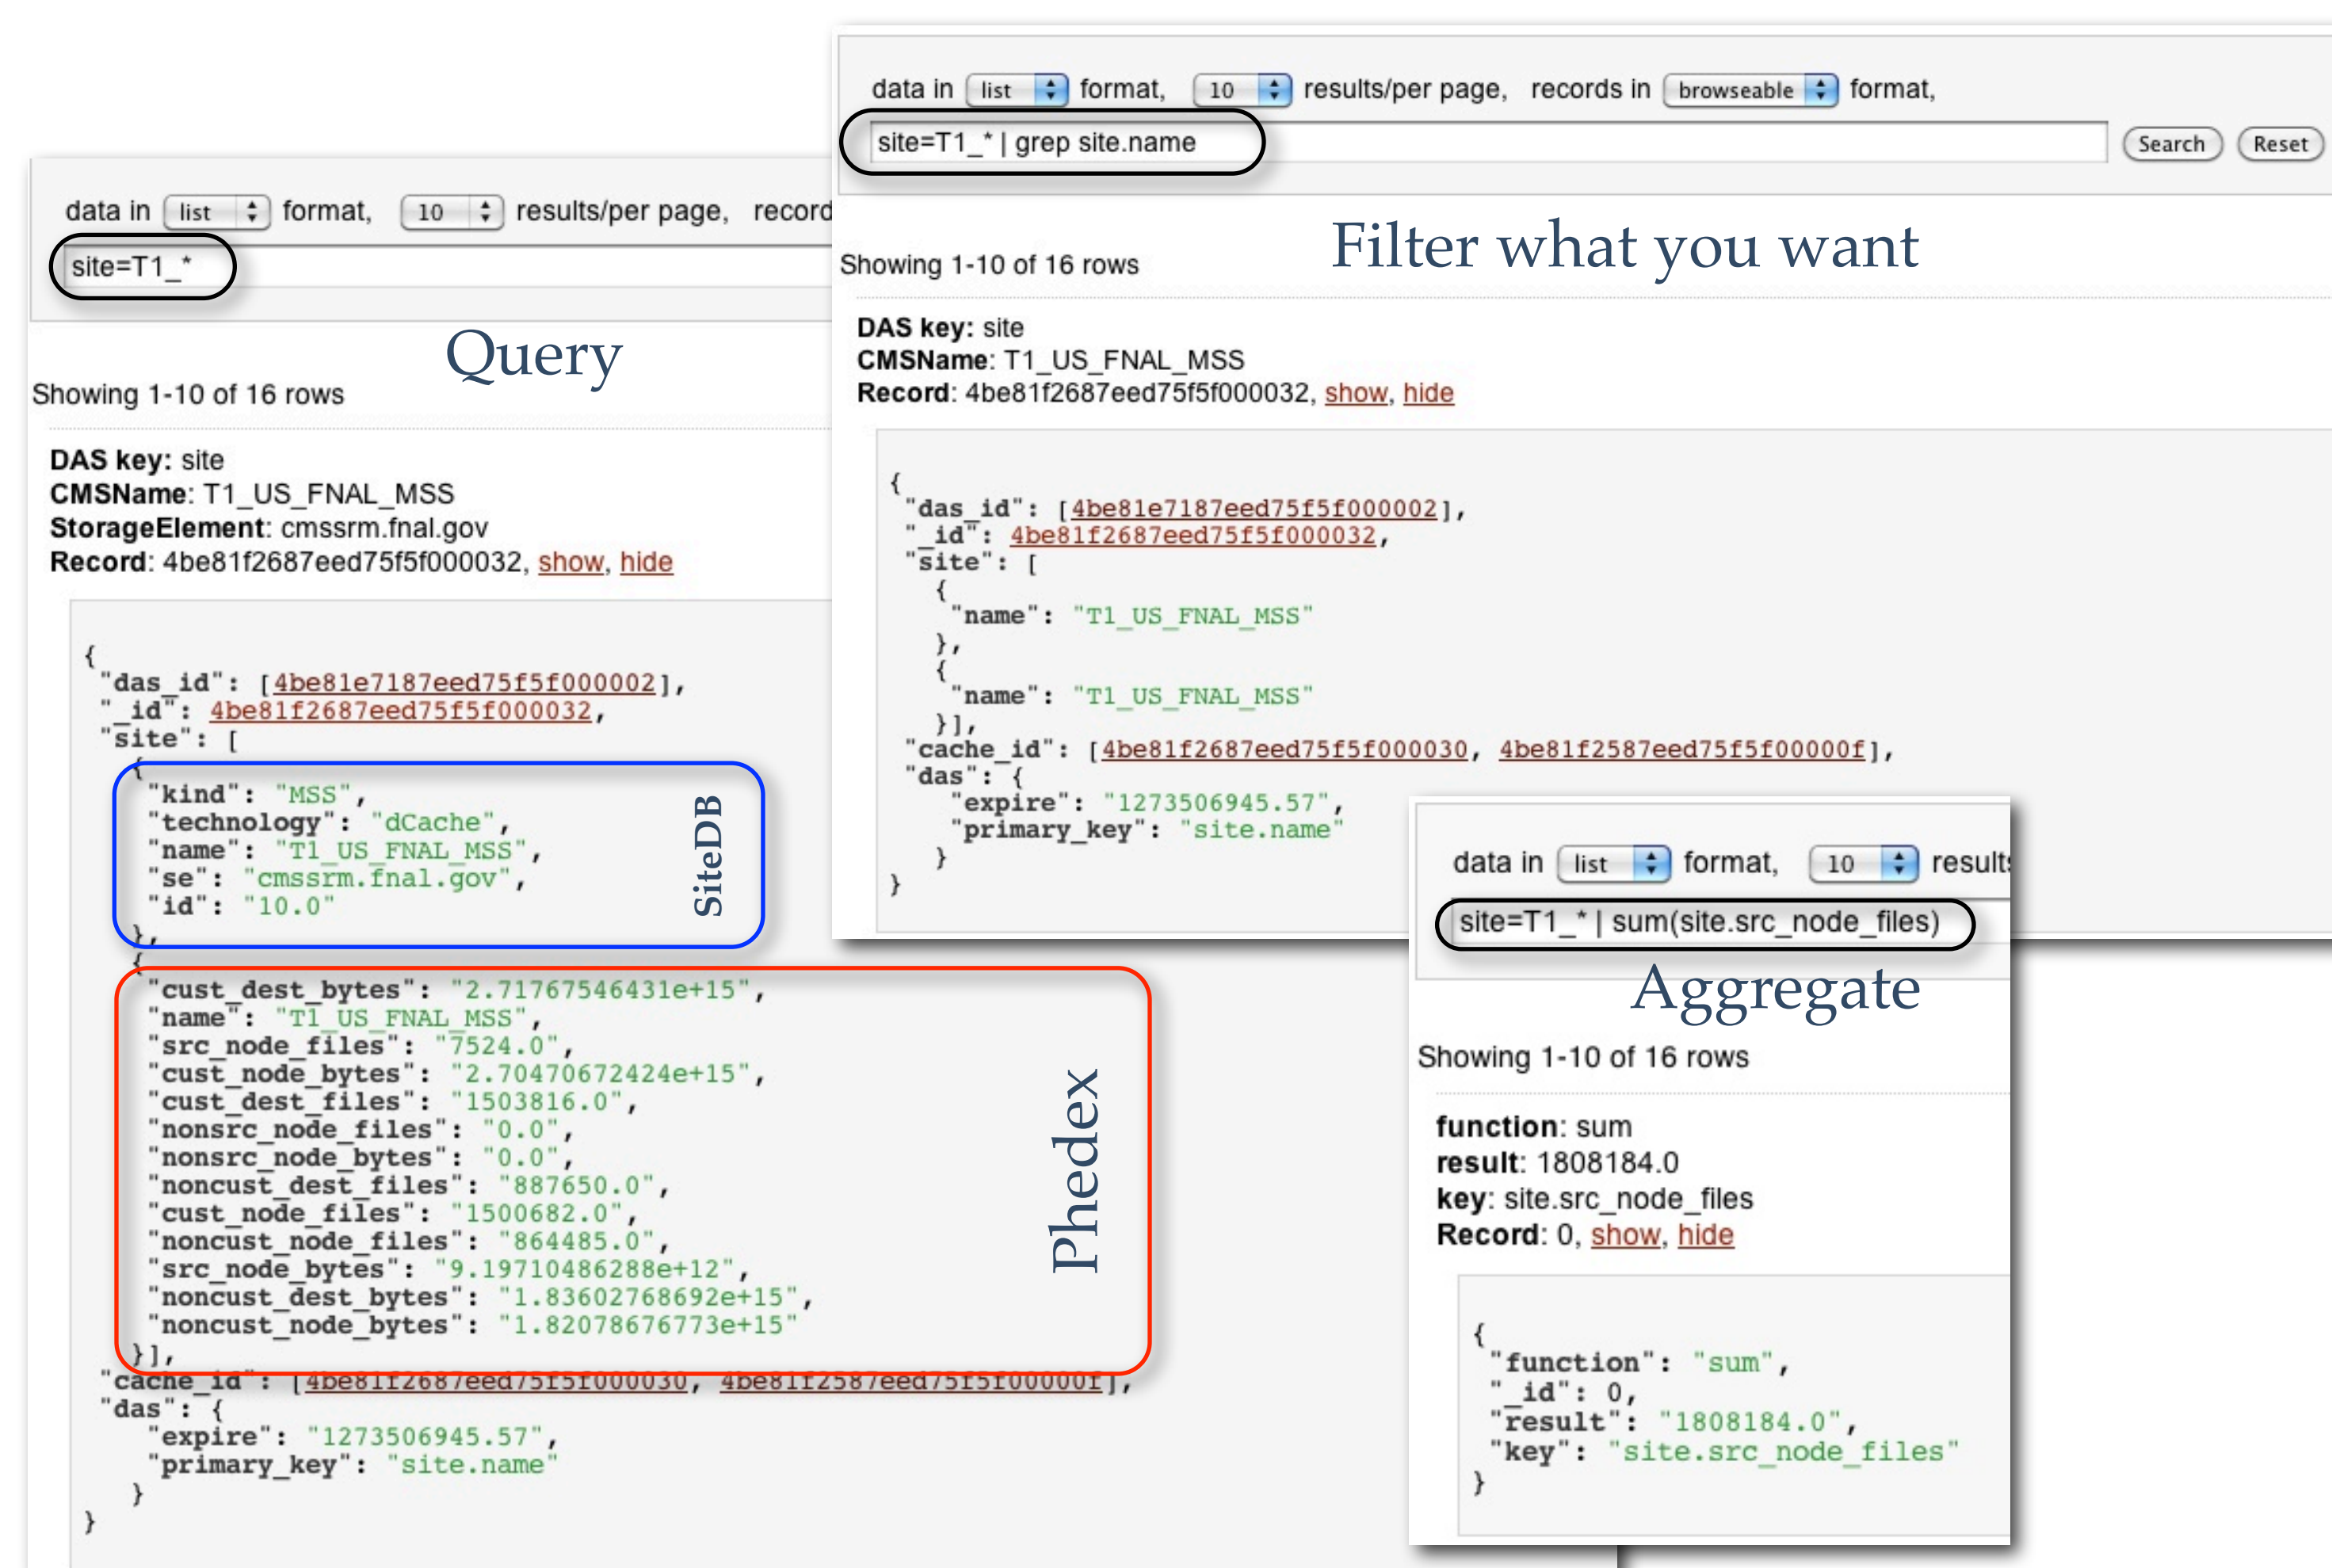 data in list format, 10 results/per page, record
site=T1_*
Query
Showing 1-10 of 16 rows
DAS key: site
CMSName: T1_US_FNAL_MSS
StorageElement: cmssrm.fnal.gov
Record: 4be81f2687eed75f5f000032, show, hide
{
"das_id": [4be81e7187eed75f5f000002],
"_id": 4be81f2687eed75f5f000032,
"site": [
{
"kind": "MSS",
"technology": "dCache",
"name": "T1_US_FNAL_MSS",
"se": "cmssrm.fnal.gov",
"id": "10.0"
},
SiteDB
{
"cust_dest_bytes": "2.71767546431e+15",
"name": "T1_US_FNAL_MSS",
"src_node_files": "7524.0",
"cust_node_bytes": "2.70470672424e+15",
"cust_dest_files": "1503816.0",
"nonsrc_node_files": "0.0",
"nonsrc_node_bytes": "0.0",
"noncust_dest_files": "887650.0",
"cust_node_files": "1500682.0",
"noncust_node_files": "864485.0",
"src_node_bytes": "9.19710486288e+12",
"noncust_dest_bytes": "1.83602768692e+15",
"noncust_node_bytes": "1.82078676773e+15"
}],
Phedex
"cache_id": [4be81f2687eed75f5f000030, 4be81f2587eed75f5f00000f],
"das": {
"expire": "1273506945.57",
"primary_key": "site.name"
}
}
data in list format, 10 results/per page, records in browseable format,
site=T1_* | grep site.name
Search Reset
Filter what you want
Showing 1-10 of 16 rows
DAS key: site
CMSName: T1_US_FNAL_MSS
Record: 4be81f2687eed75f5f000032, show, hide
{
"das_id": [4be81e7187eed75f5f000002],
"_id": 4be81f2687eed75f5f000032,
"site": [
{
"name": "T1_US_FNAL_MSS"
},
{
"name": "T1_US_FNAL_MSS"
}],
"cache_id": [4be81f2687eed75f5f000030, 4be81f2587eed75f5f00000f],
"das": {
"expire": "1273506945.57",
"primary_key": "site.name"
}
}
data in list format, 10 results
site=T1_* | sum(site.src_node_files)
Aggregate
Showing 1-10 of 16 rows
function: sum
result: 1808184.0
key: site.src_node_files
Record: 0, show, hide
{
"function": "sum",
"_id": 0,
"result": "1808184.0",
"key": "site.src_node_files"
}